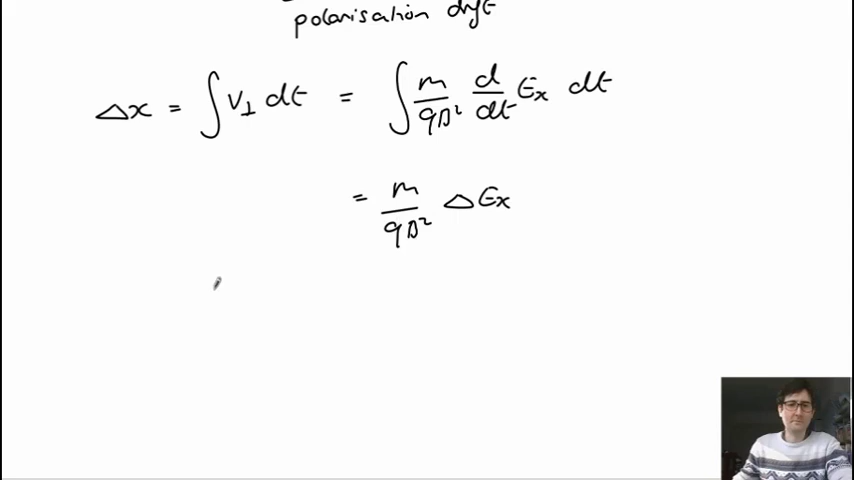 polarisation drift
Δx = ∫ V⊥ dt = ∫ m/qB² d/dt Ex dt
= m/qB² ΔEx